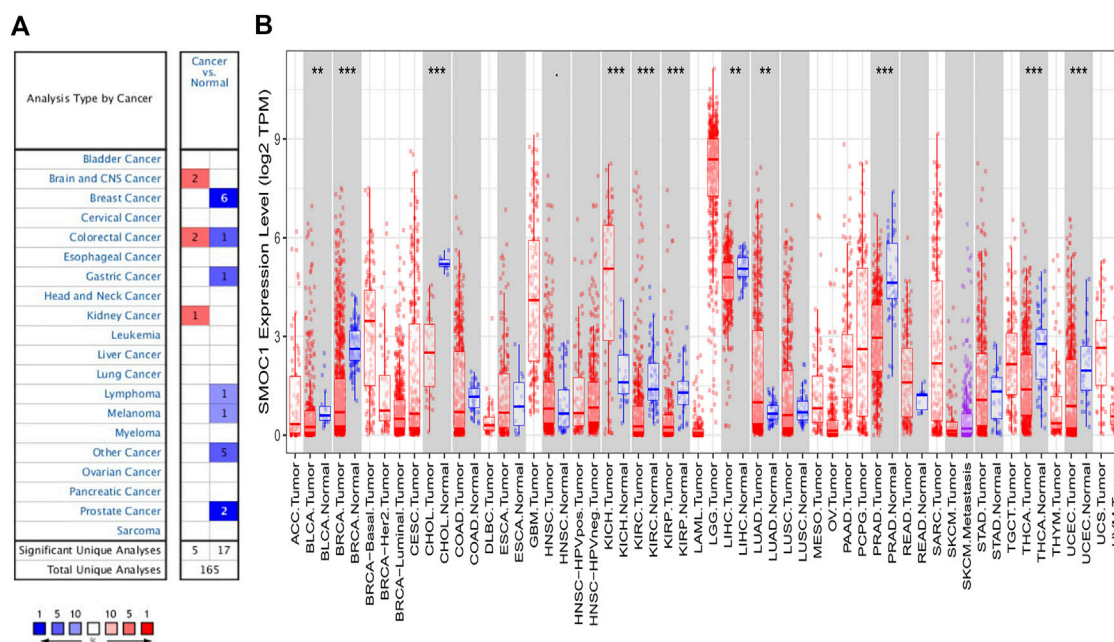 A
Analysis Type by Cancer
Cancer
vs.
Normal
Bladder Cancer
Brain and CNS Cancer 2
Breast Cancer 6
Cervical Cancer
Colorectal Cancer 2 1
Esophageal Cancer
Gastric Cancer 1
Head and Neck Cancer
Kidney Cancer 1
Leukemia
Liver Cancer
Lung Cancer
Lymphoma 1
Melanoma 1
Myeloma
Other Cancer 5
Ovarian Cancer
Pancreatic Cancer
Prostate Cancer 2
Sarcoma
Significant Unique Analyses 5 17
Total Unique Analyses 165
1 5 10 10 5 1
%
B
** *** *** . *** *** *** ** ** *** *** ***
SMOC1 Expression Level (log2 TPM)
9
6
3
0
ACC.Tumor
BLCA.Tumor
BLCA.Normal
BRCA.Tumor
BRCA.Normal
BRCA-Basal.Tumor
BRCA-Her2.Tumor
BRCA-Luminal.Tumor
CESC.Tumor
CHOL.Tumor
CHOL.Normal
COAD.Tumor
COAD.Normal
DLBC.Tumor
ESCA.Tumor
ESCA.Normal
GBM.Tumor
HNSC.Tumor
HNSC.Normal
HNSC-HPVpos.Tumor
HNSC-HPVneg.Tumor
KICH.Tumor
KICH.Normal
KIRC.Tumor
KIRC.Normal
KIRP.Tumor
KIRP.Normal
LAML.Tumor
LGG.Tumor
LIHC.Tumor
LIHC.Normal
LUAD.Tumor
LUAD.Normal
LUSC.Tumor
LUSC.Normal
MESO.Tumor
OV.Tumor
PAAD.Tumor
PCPG.Tumor
PRAD.Tumor
PRAD.Normal
READ.Tumor
READ.Normal
SARC.Tumor
SKCM.Tumor
SKCM.Metastasis
STAD.Tumor
STAD.Normal
TGCT.Tumor
THCA.Tumor
THCA.Normal
THYM.Tumor
UCEC.Tumor
UCEC.Normal
UCS.Tumor